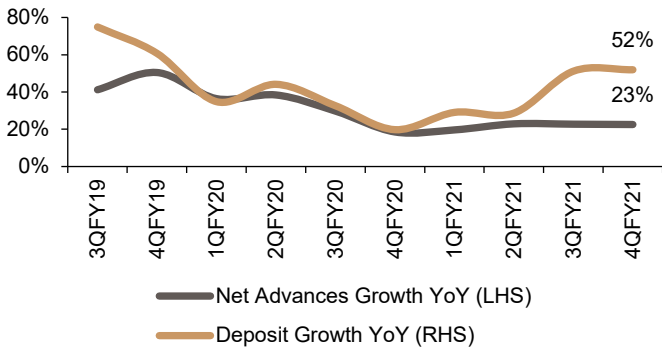 80%
60%
40%
20%
0%
52%
23%
3QFY19
4QFY19
1QFY20
2QFY20
3QFY20
4QFY20
1QFY21
2QFY21
3QFY21
4QFY21
Net Advances Growth YoY (LHS)
Deposit Growth YoY (RHS)